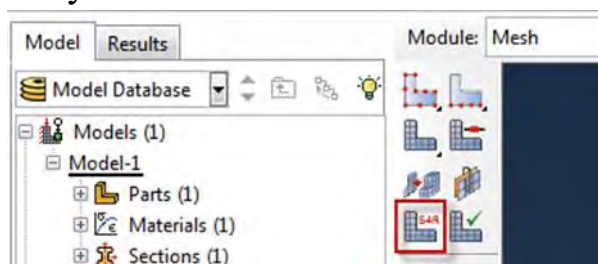 Model Results Module: Mesh
Model Database
Models (1)
Model-1
Parts (1)
Materials (1)
Sections (1)
S4R